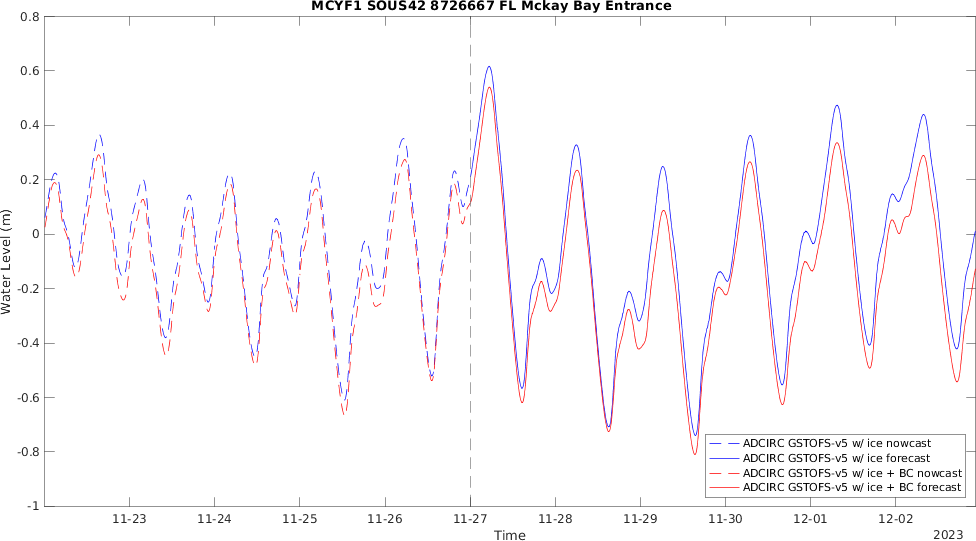 MCYF1 SOUS42 8726667 FL Mckay Bay Entrance
0.8
0.6
0.4
0.2
0
-0.2
-0.4
-0.6
-0.8
-1
Water Level (m)
ADCIRC GSTOFS-v5 w/ ice nowcast
ADCIRC GSTOFS-v5 w/ ice forecast
ADCIRC GSTOFS-v5 w/ ice + BC nowcast
ADCIRC GSTOFS-v5 w/ ice + BC forecast
11-23 11-24 11-25 11-26 11-27 11-28 11-29 11-30 12-01 12-02
Time
2023